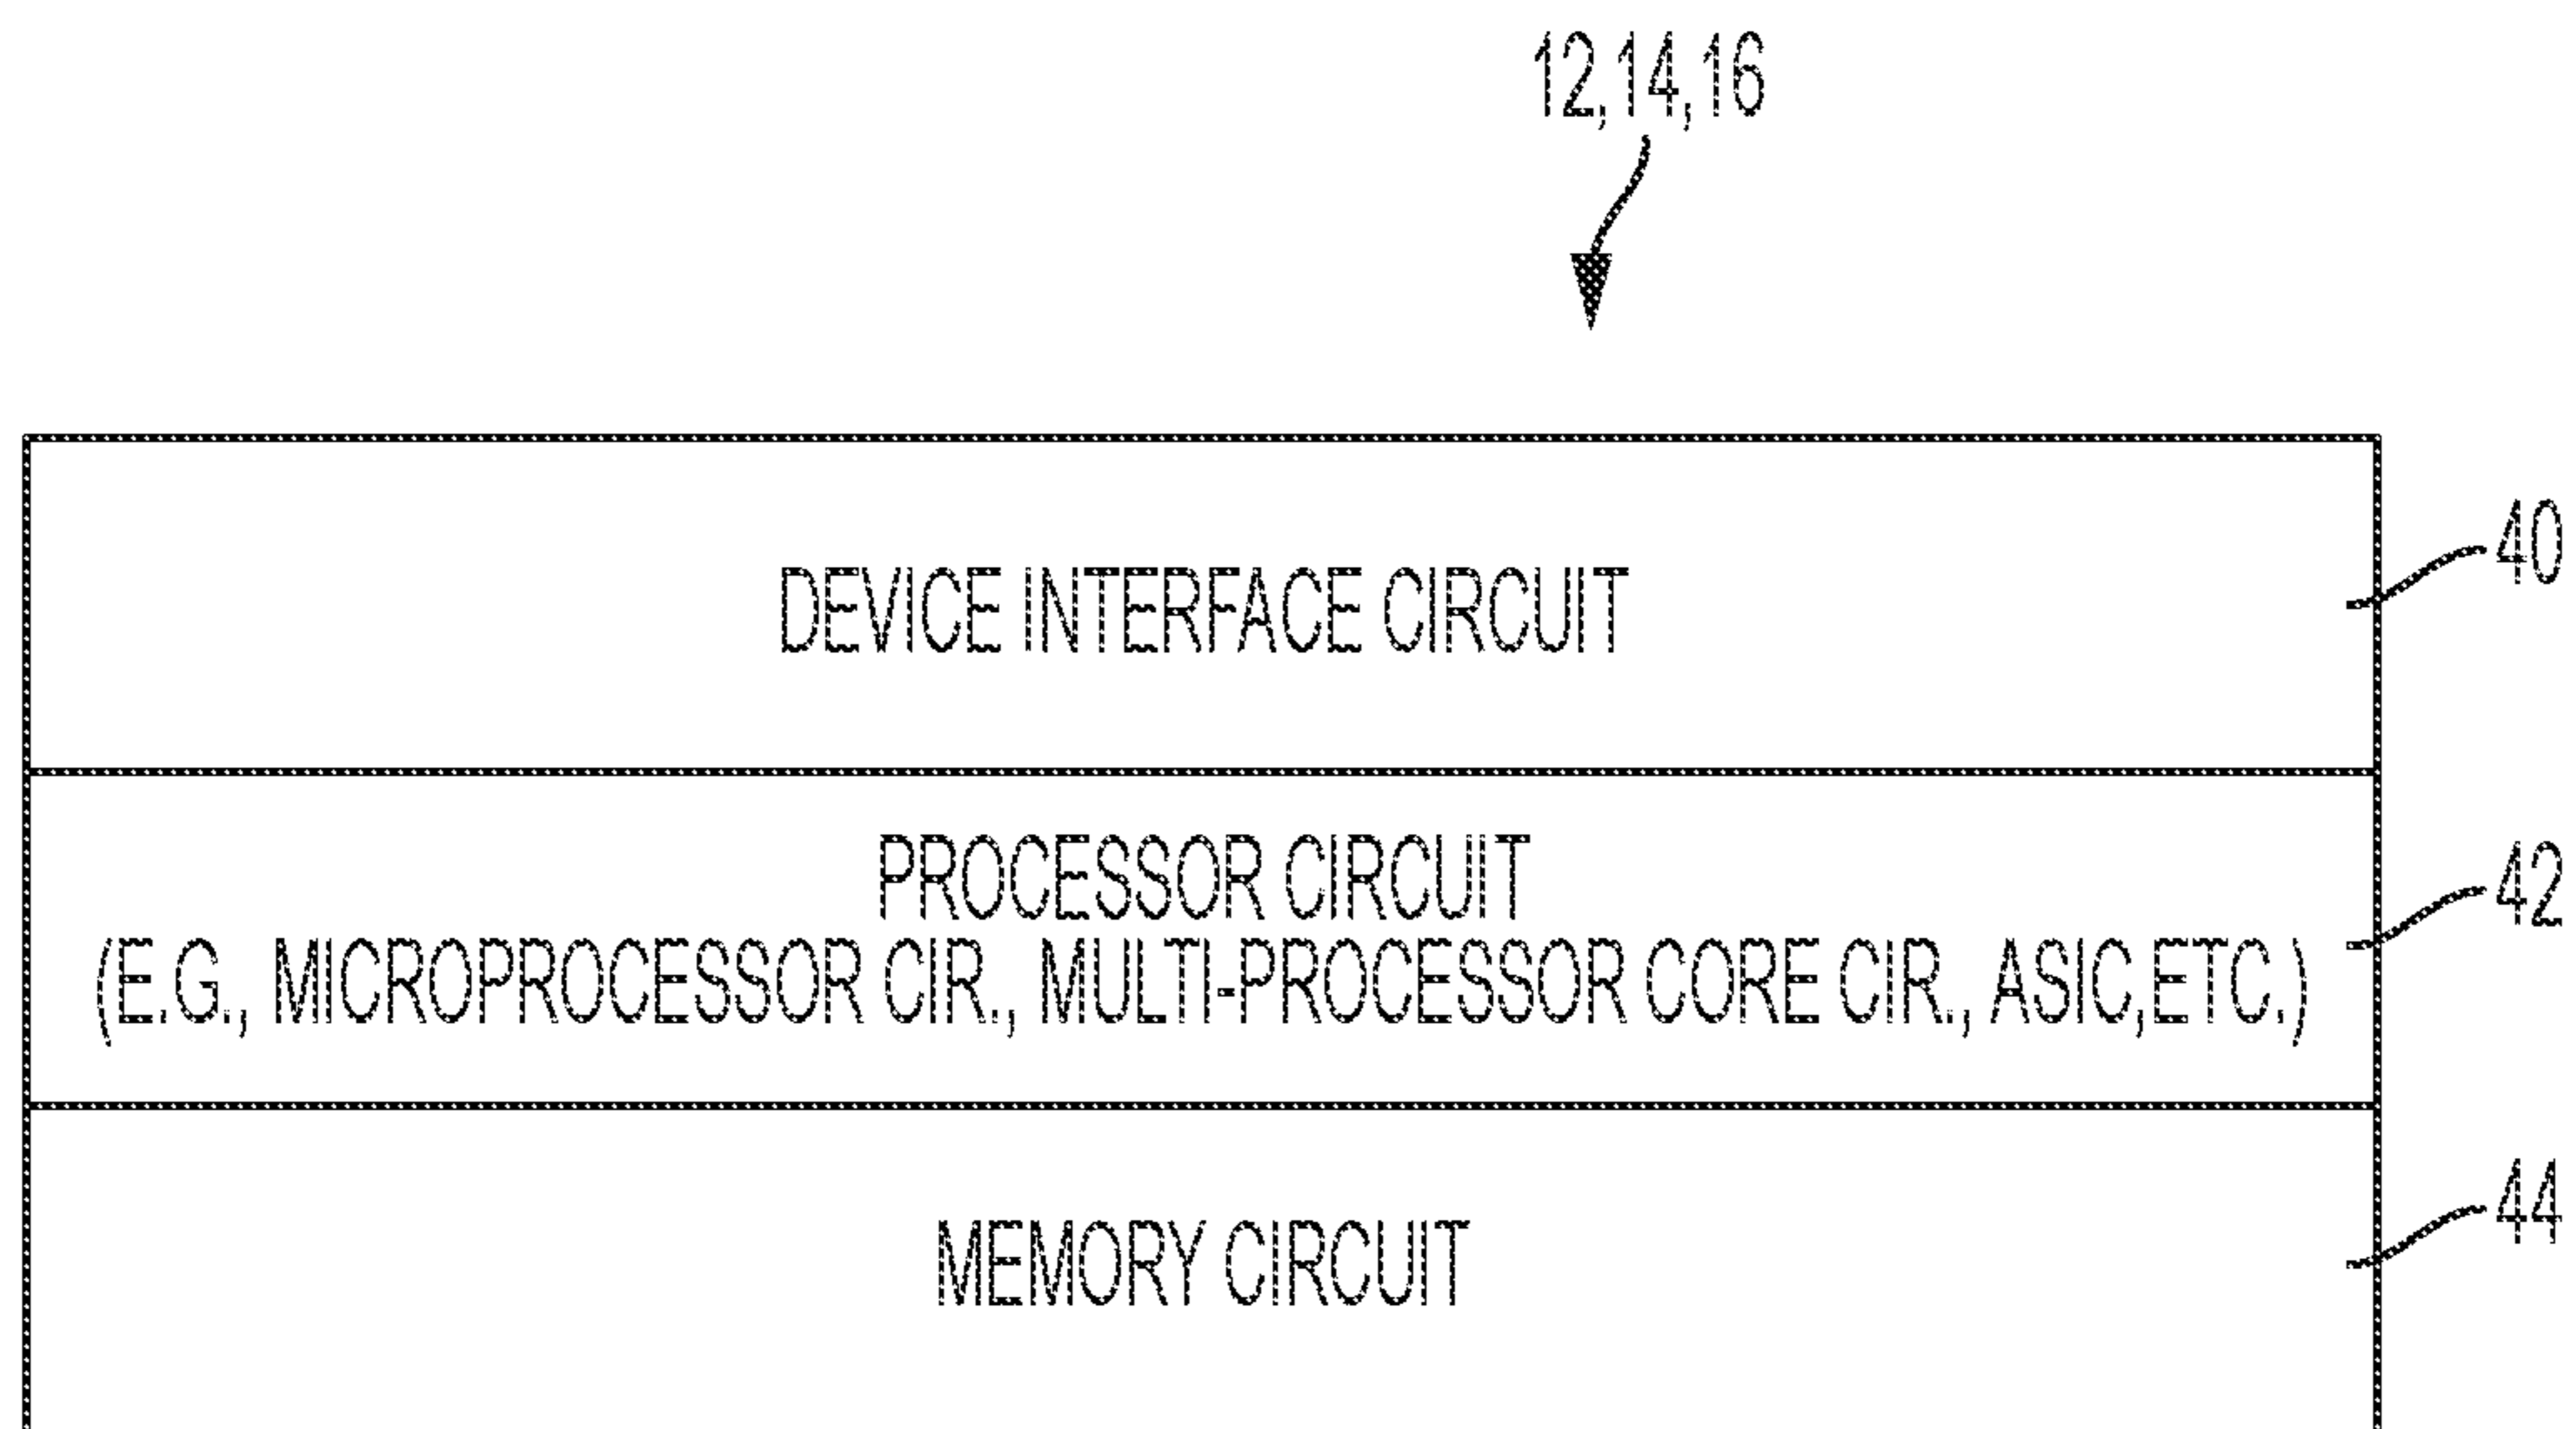 12,14,16
DEVICE INTERFACE CIRCUIT
40
PROCESSOR CIRCUIT
(E.G., MICROPROCESSOR CIR., MULTI-PROCESSOR CORE CIR., ASIC,ETC.)
42
MEMORY CIRCUIT
44